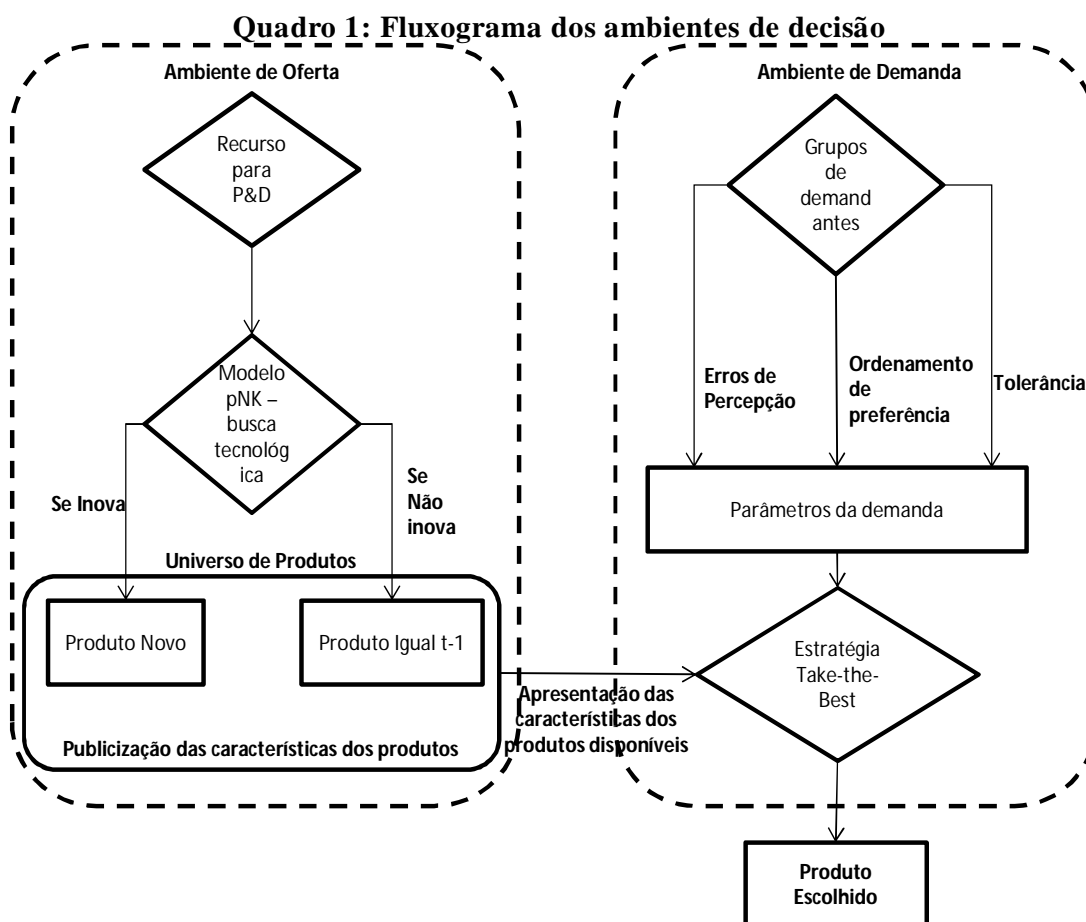 Quadro 1: Fluxograma dos ambientes de decisão
Ambiente de Oferta
Recurso
para
P&D
Modelo
pNK –
busca
tecnológ
ica
Se Inova
Se
Não
inova
Universo de Produtos
Produto Novo
Produto Igual t-1
Publicização das características dos produtos
Apresentação das
características dos
produtos disponíveis
Ambiente de Demanda
Grupos
de
demand
antes
Erros de
Percepção
Ordenamento
de
preferência
Tolerância
Parâmetros da demanda
Estratégia
Take-the-
Best
Produto
Escolhido